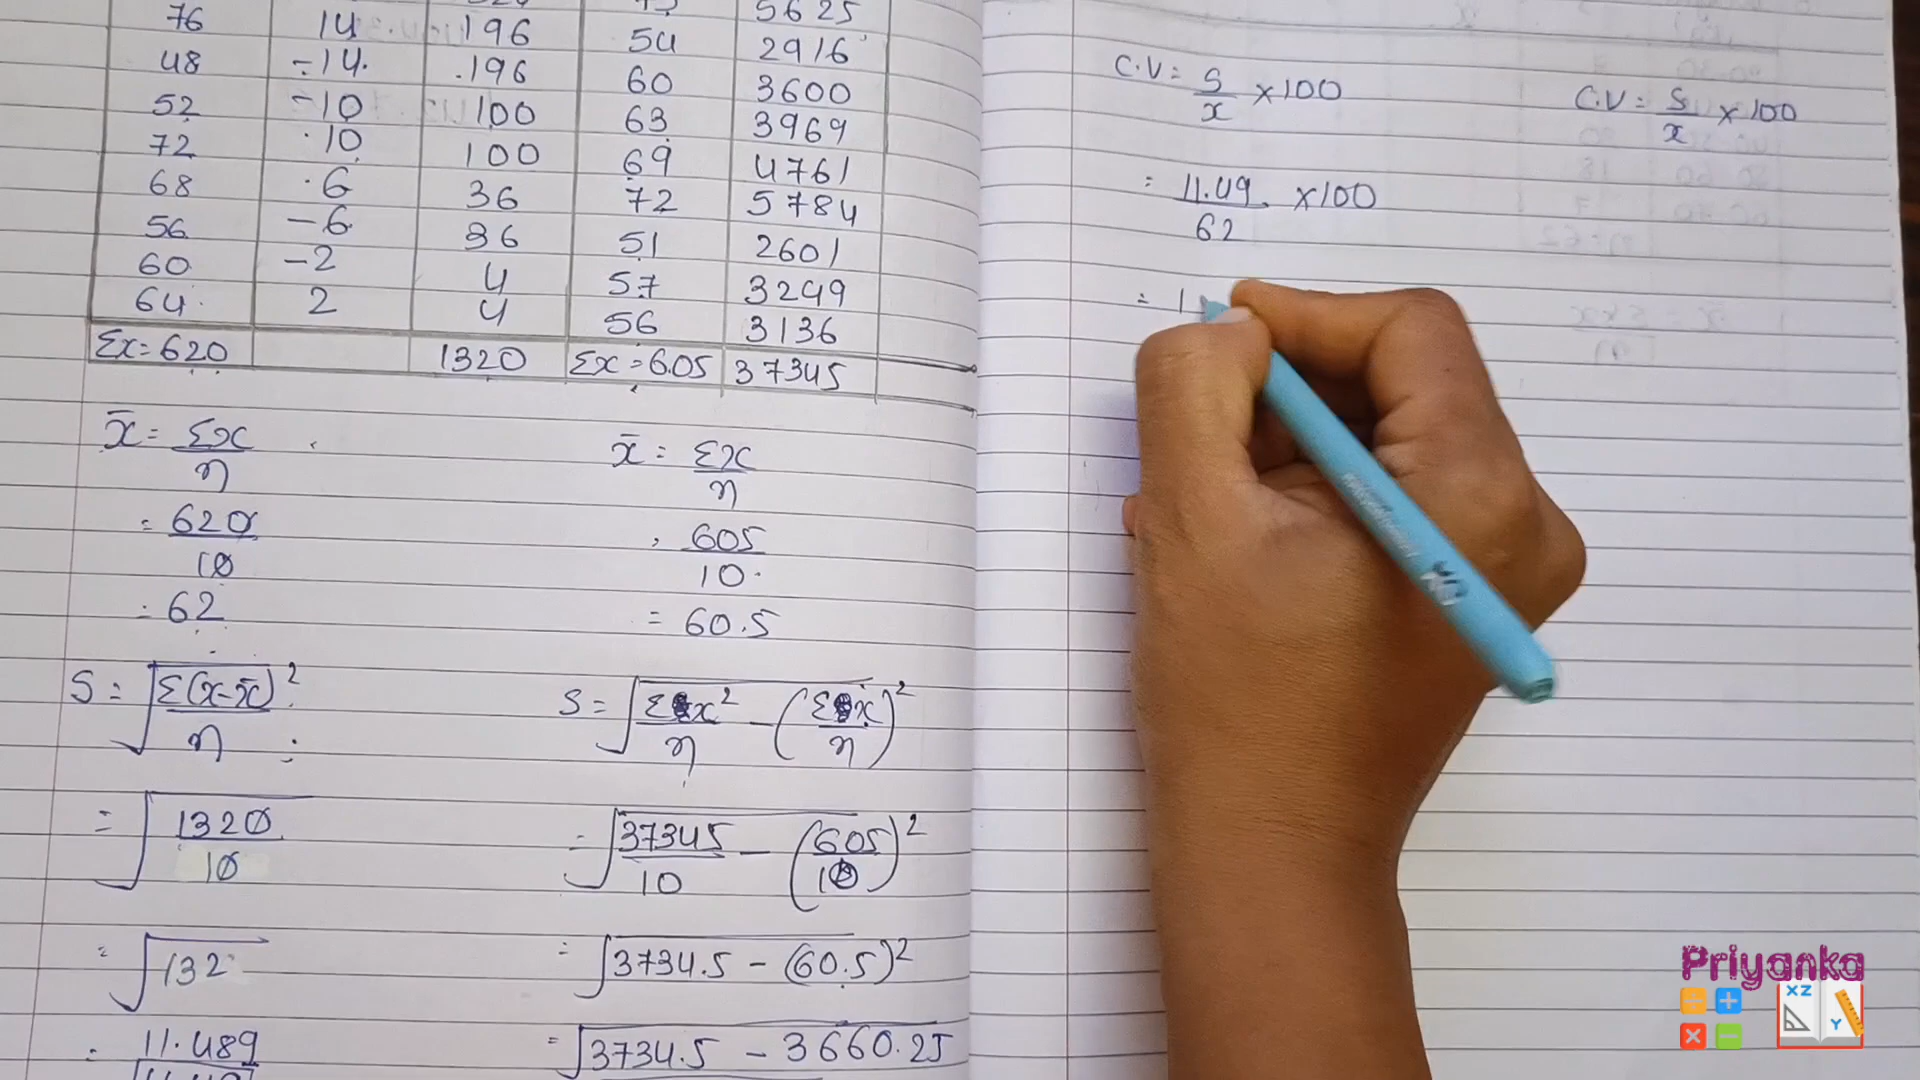 5625
76 14 196 54 2916
48 -14 196 60 3600
52 -10 100 63 3969
72 10 100 69 4761
68 6 36 72 5784
56 -6 36 51 2601
60 -2 4 57 3249
64 2 4 56 3136
Σx=620 1320 Σx=605 37345
x̄ = Σx/n
= 620/10
= 62
S = √(Σ(x-x̄)²/n)
= √(1320/10)
= √132
= 11.489
x̄ = Σx/n
= 605/10
= 60.5
S = √(Σx²/n - (Σx/n)²)
= √(37345/10 - (605/10)²)
= √(3734.5 - (60.5)²)
= √(3734.5 - 3660.25)
C.V = S/x × 100
= 11.49/62 × 100
= 1
C.V = S/x × 100
Priyanka
XZ
Y